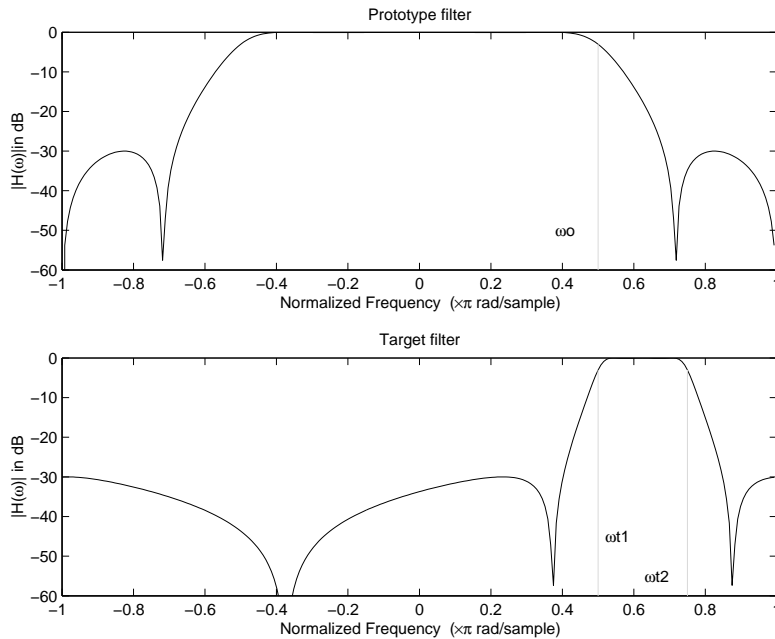 Prototype filter
0
−10
−20
−30
−40
−50
−60
|H(ω)|in dB
ωo
−1 −0.8 −0.6 −0.4 −0.2 0 0.2 0.4 0.6 0.8 1
Normalized Frequency (×π rad/sample)
Target filter
0
−10
−20
−30
−40
−50
−60
|H(ω)| in dB
ωt1
ωt2
−1 −0.8 −0.6 −0.4 −0.2 0 0.2 0.4 0.6 0.8 1
Normalized Frequency (×π rad/sample)